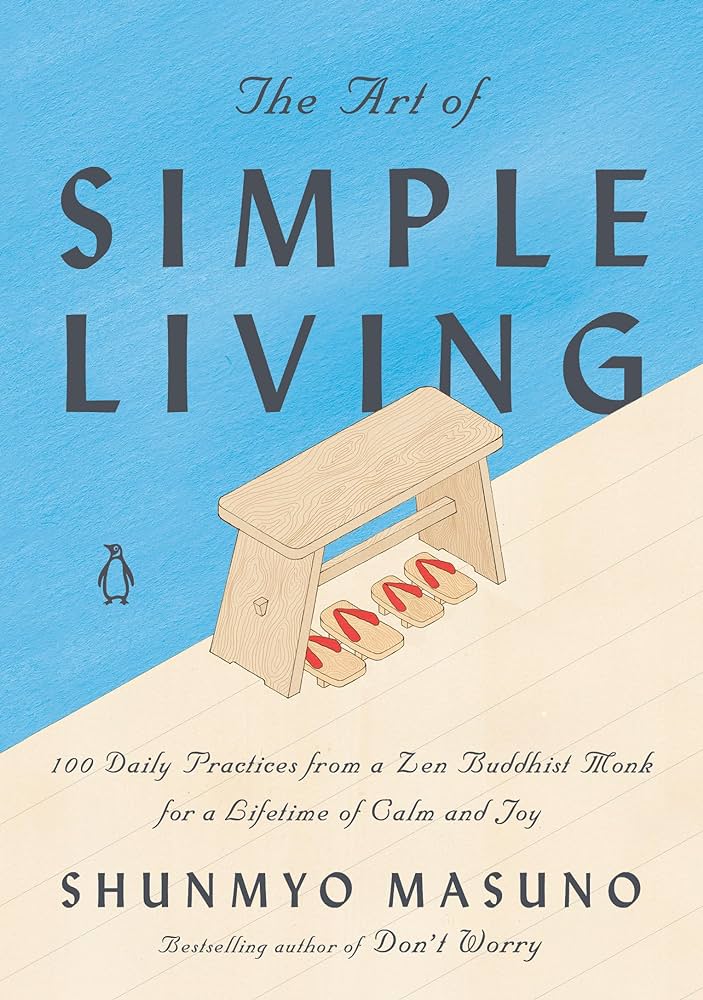 The Art of
SIMPLE
LIVING
100 Daily Practices from a Zen Buddhist Monk
for a Lifetime of Calm and Joy
SHUNMYO MASUNO
Bestselling author of Don't Worry